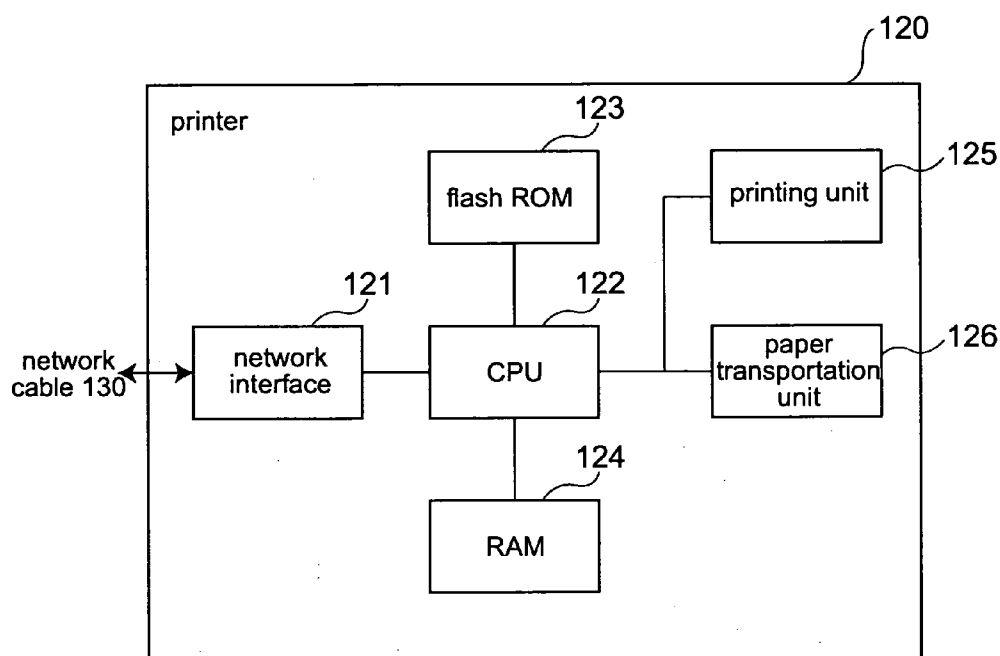 120
printer
123
flash ROM
125
printing unit
121
network
interface
122
CPU
126
paper
transportation
unit
network
cable 130
124
RAM